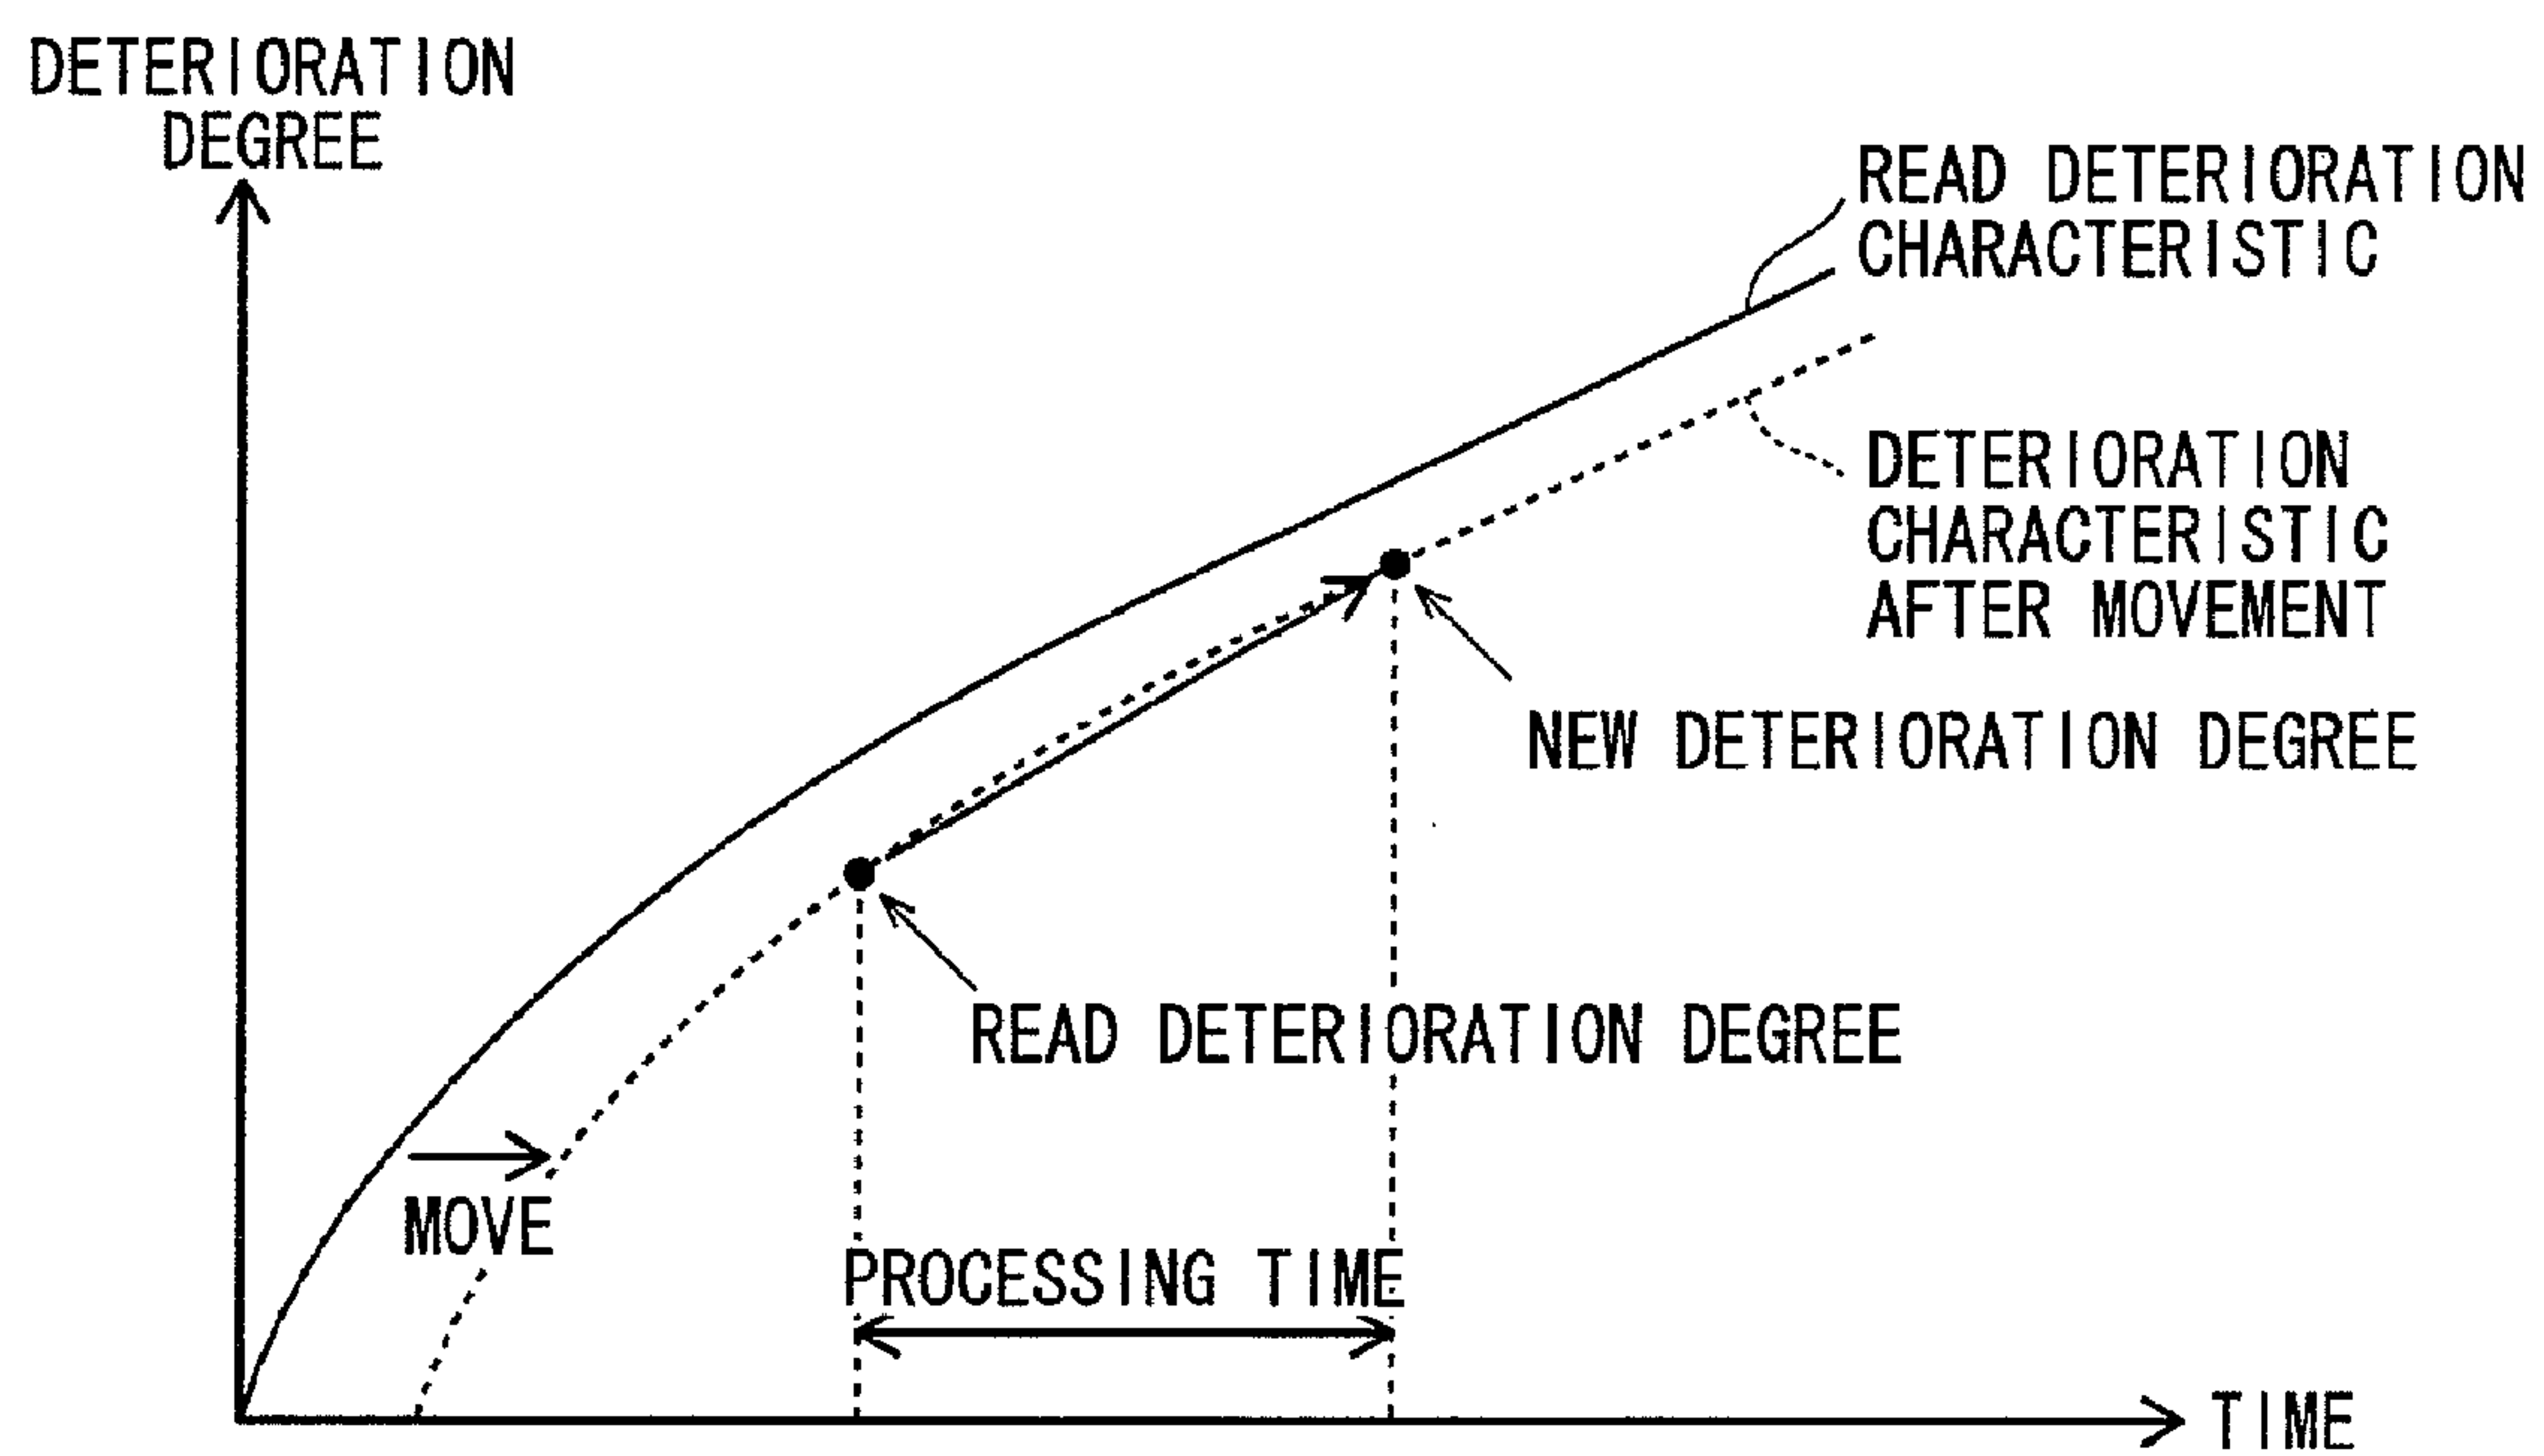 DETERIORATION
DEGREE
READ DETERIORATION
CHARACTERISTIC
DETERIORATION
CHARACTERISTIC
AFTER MOVEMENT
NEW DETERIORATION DEGREE
READ DETERIORATION DEGREE
MOVE
PROCESSING TIME
TIME